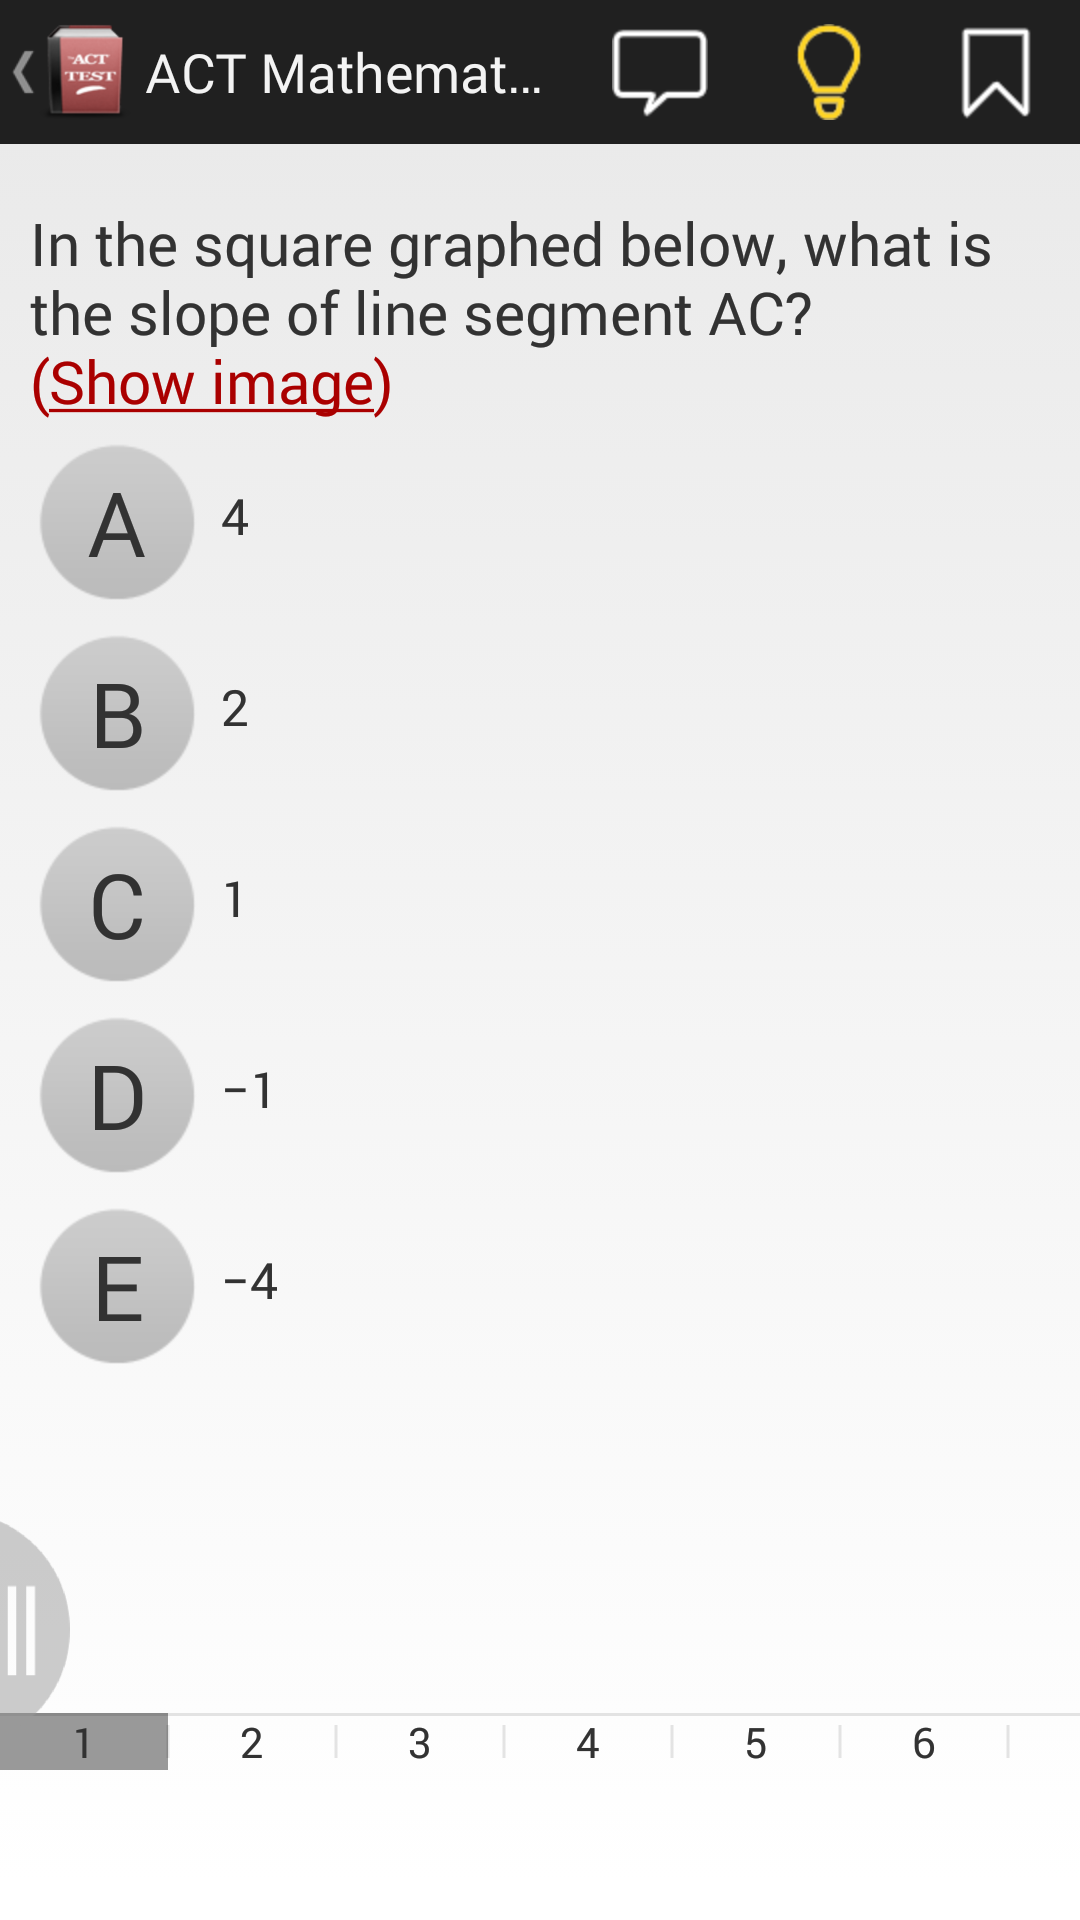 ACT
TEST
ACT Mathemat...
In the square graphed below, what is
the slope of line segment AC?
(Show image)
A 4
B 2
C 1
D −1
E −4
1 2 3 4 5 6